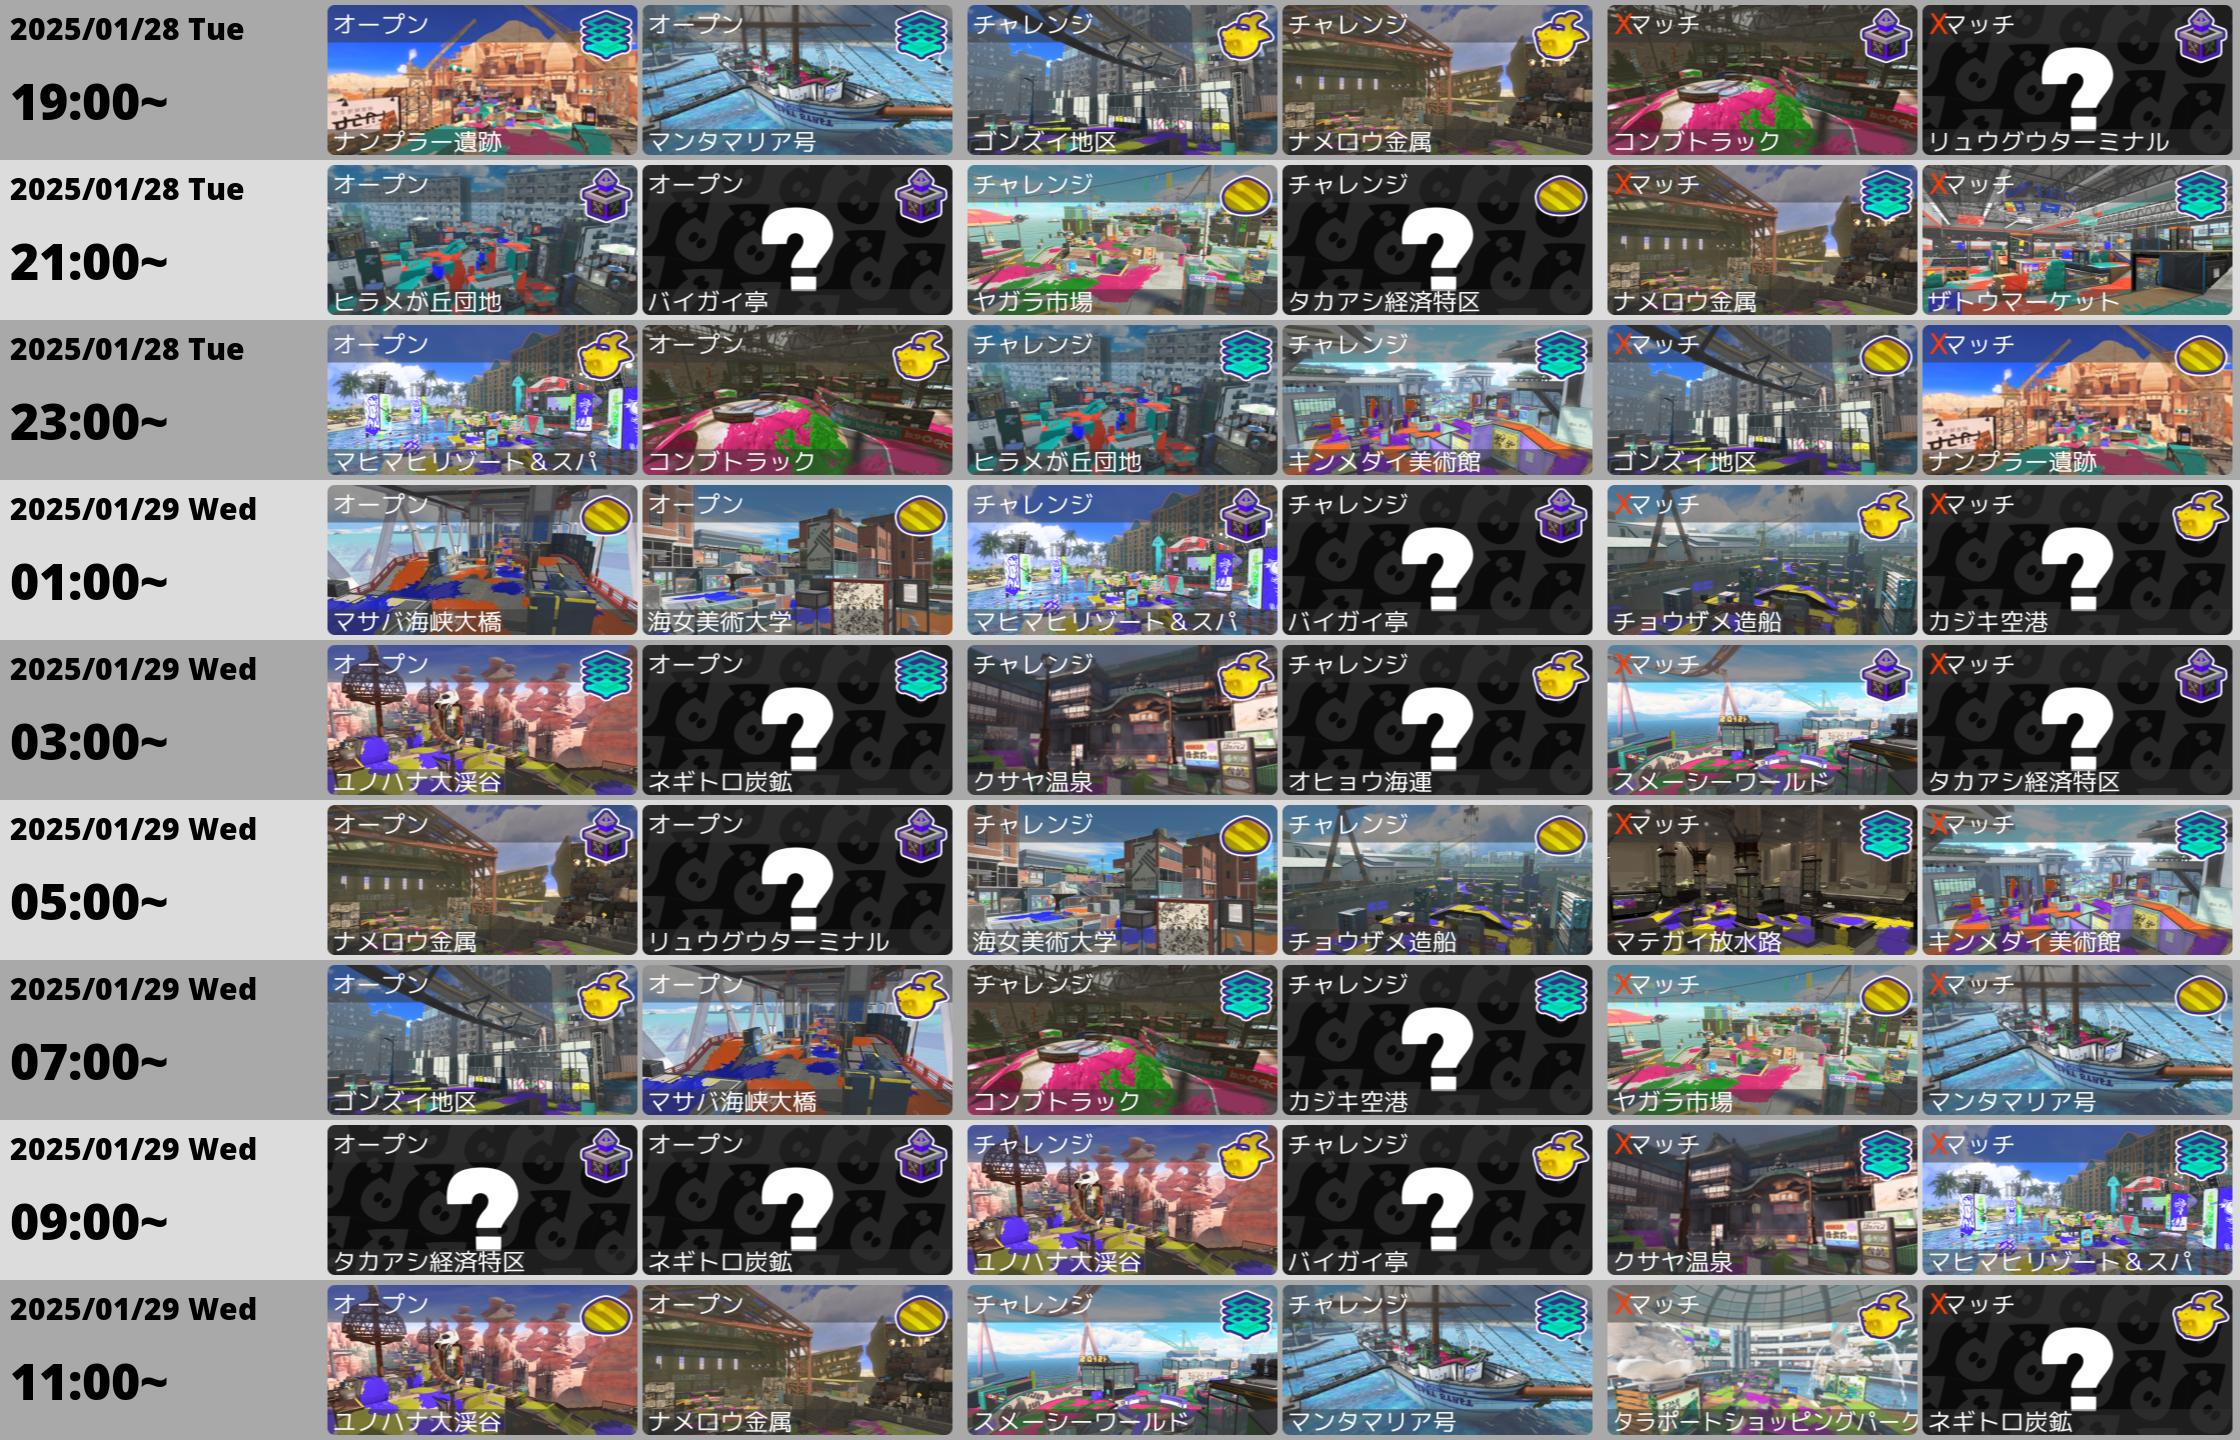 2025/01/28 Tue
19:00~
オープン
ナンプラー遺跡
オープン
マンタマリア号
チャレンジ
ゴンズイ地区
チャレンジ
ナメロウ金属
Xマッチ
コンブトラック
Xマッチ
リュウグウターミナル
2025/01/28 Tue
21:00~
オープン
ヒラメが丘団地
オープン
バイガイ亭
チャレンジ
ヤガラ市場
チャレンジ
タカアシ経済特区
Xマッチ
ナメロウ金属
Xマッチ
ザトウマーケット
2025/01/28 Tue
23:00~
オープン
マヒマヒリゾート＆スパ
オープン
コンブトラック
チャレンジ
ヒラメが丘団地
チャレンジ
キンメダイ美術館
Xマッチ
ゴンズイ地区
Xマッチ
ナンプラー遺跡
2025/01/29 Wed
01:00~
オープン
マサバ海峡大橋
オープン
海女美術大学
チャレンジ
マヒマヒリゾート＆スパ
チャレンジ
バイガイ亭
Xマッチ
チョウザメ造船
Xマッチ
カジキ空港
2025/01/29 Wed
03:00~
オープン
ユノハナ大渓谷
オープン
ネギトロ炭鉱
チャレンジ
クサヤ温泉
チャレンジ
オヒョウ海運
Xマッチ
スメーシーワールド
Xマッチ
タカアシ経済特区
2025/01/29 Wed
05:00~
オープン
ナメロウ金属
オープン
リュウグウターミナル
チャレンジ
海女美術大学
チャレンジ
チョウザメ造船
Xマッチ
マテガイ放水路
Xマッチ
キンメダイ美術館
2025/01/29 Wed
07:00~
オープン
ゴンズイ地区
オープン
マサバ海峡大橋
チャレンジ
コンブトラック
チャレンジ
カジキ空港
Xマッチ
ヤガラ市場
Xマッチ
マンタマリア号
2025/01/29 Wed
09:00~
オープン
タカアシ経済特区
オープン
ネギトロ炭鉱
チャレンジ
ユノハナ大渓谷
チャレンジ
バイガイ亭
Xマッチ
クサヤ温泉
Xマッチ
マヒマヒリゾート＆スパ
2025/01/29 Wed
11:00~
オープン
ユノハナ大渓谷
オープン
ナメロウ金属
チャレンジ
スメーシーワールド
チャレンジ
マンタマリア号
Xマッチ
タラポートショッピングパーク
Xマッチ
ネギトロ炭鉱